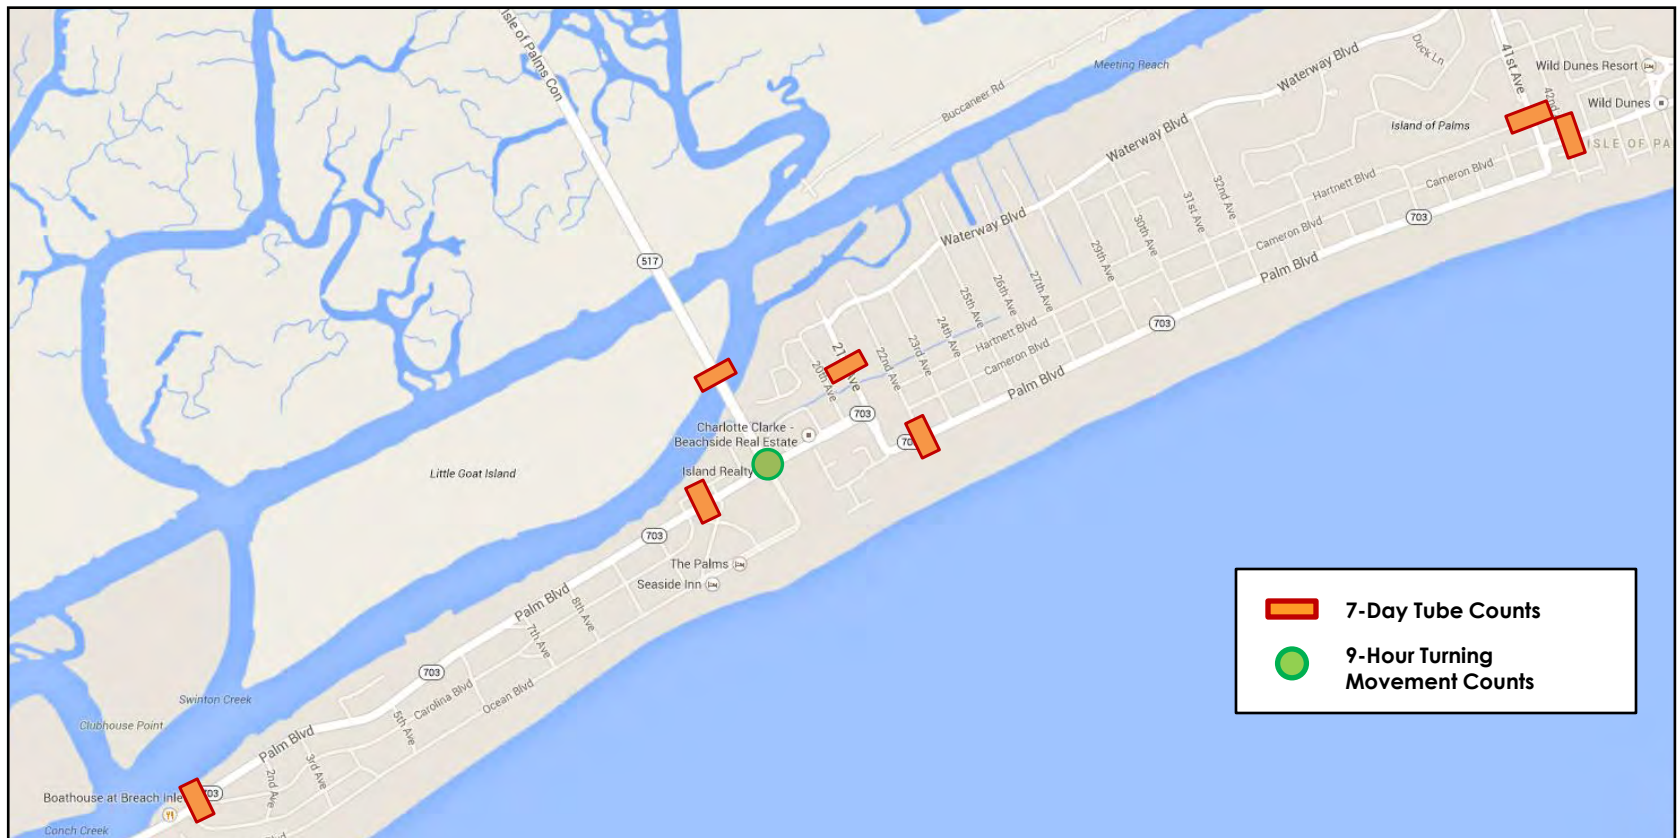 Isle of Palms Con
Meeting Reach
Buccaneer Rd
Waterway Blvd
Duck Ln
41st Ave
42nd
Wild Dunes Resort
Wild Dunes
Island of Palms
ISLE OF PA
Waterway Blvd
Hartnett Blvd
Cameron Blvd
32nd Ave
31st Ave
703
30th Ave
Cameron Blvd
Waterway Blvd
29th Ave
Palm Blvd
517
27th Ave
26th Ave
25th Ave
24th Ave
Hartnett Blvd
703
23rd Ave
Cameron Blvd
22nd Ave
20th Ave
Palm Blvd
703
Charlotte Clarke -
Beachside Real Estate
Island Realty
Little Goat Island
703
The Palms
Seaside Inn
Palm Blvd
8th Ave
7th Ave
703
Carolina Blvd
Ocean Blvd
Swinton Creek
5th Ave
Clubhouse Point
Palm Blvd
3rd Ave
2nd Ave
Boathouse at Breach Inle
703
Conch Creek
7-Day Tube Counts
9-Hour Turning
Movement Counts